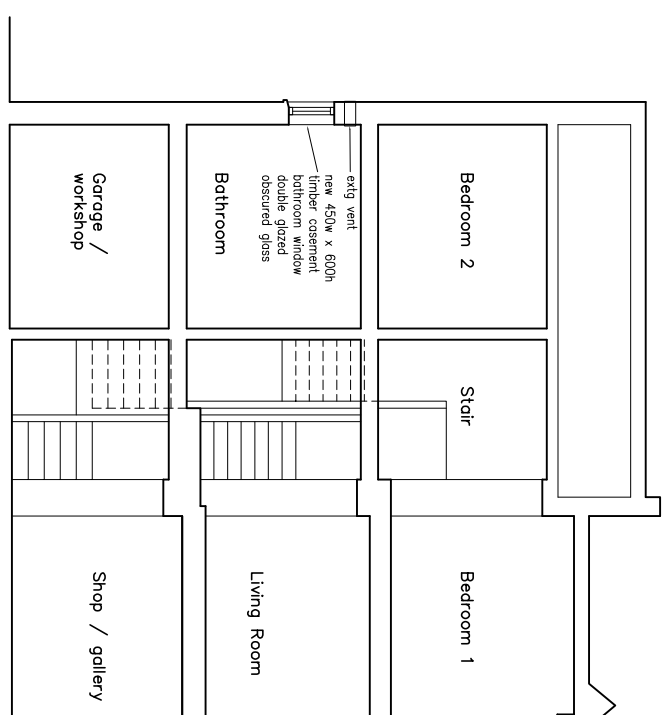 Bedroom 2
Stair
Bedroom 1
extg vent
new 450w x 600h
timber casement
bathroom window
double glazed
obscured glass
Bathroom
Living Room
Garage /
workshop
Shop / gallery